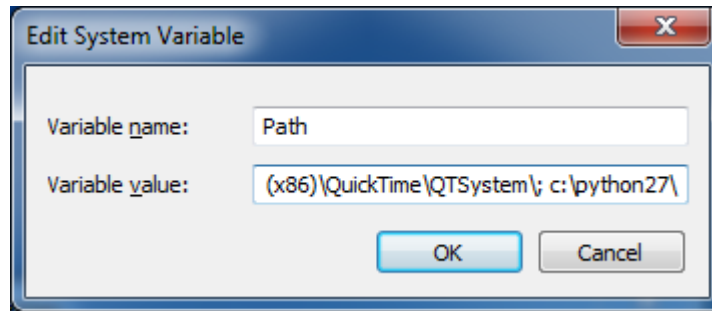 Edit System Variable
Variable name: Path
Variable value: (x86)\QuickTime\QTSystem\; c:\python27\
OK Cancel